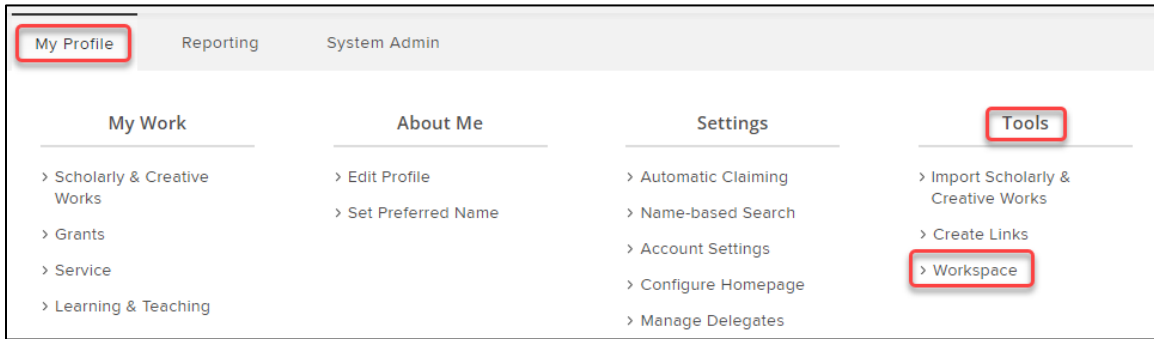 My Profile Reporting System Admin
My Work About Me Settings Tools
> Scholarly & Creative
Works
> Grants
> Service
> Learning & Teaching
> Edit Profile
> Set Preferred Name
> Automatic Claiming
> Name-based Search
> Account Settings
> Configure Homepage
> Manage Delegates
> Import Scholarly &
Creative Works
> Create Links
> Workspace